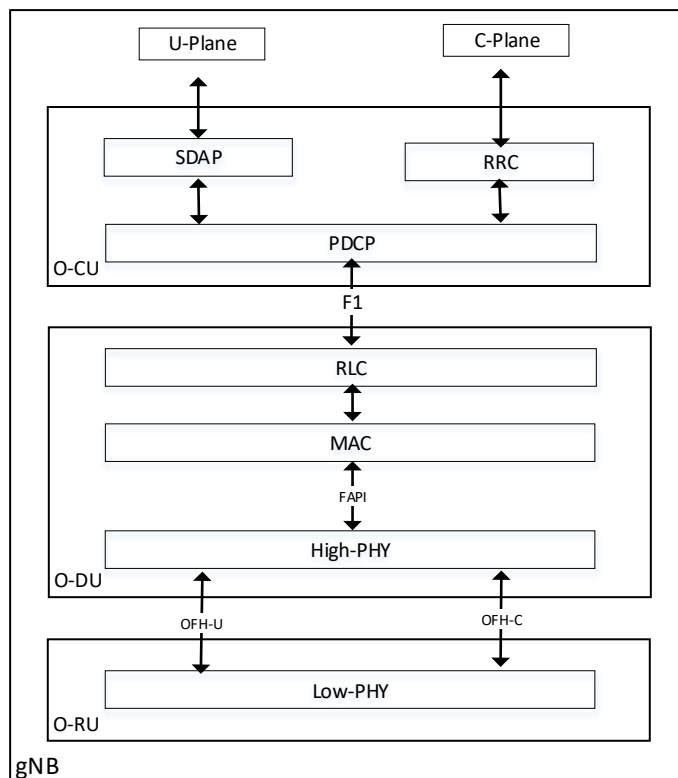 U-Plane
C-Plane
SDAP
RRC
PDCP
O-CU
F1
RLC
MAC
FAPI
High-PHY
O-DU
OFH-U
OFH-C
Low-PHY
O-RU
gNB